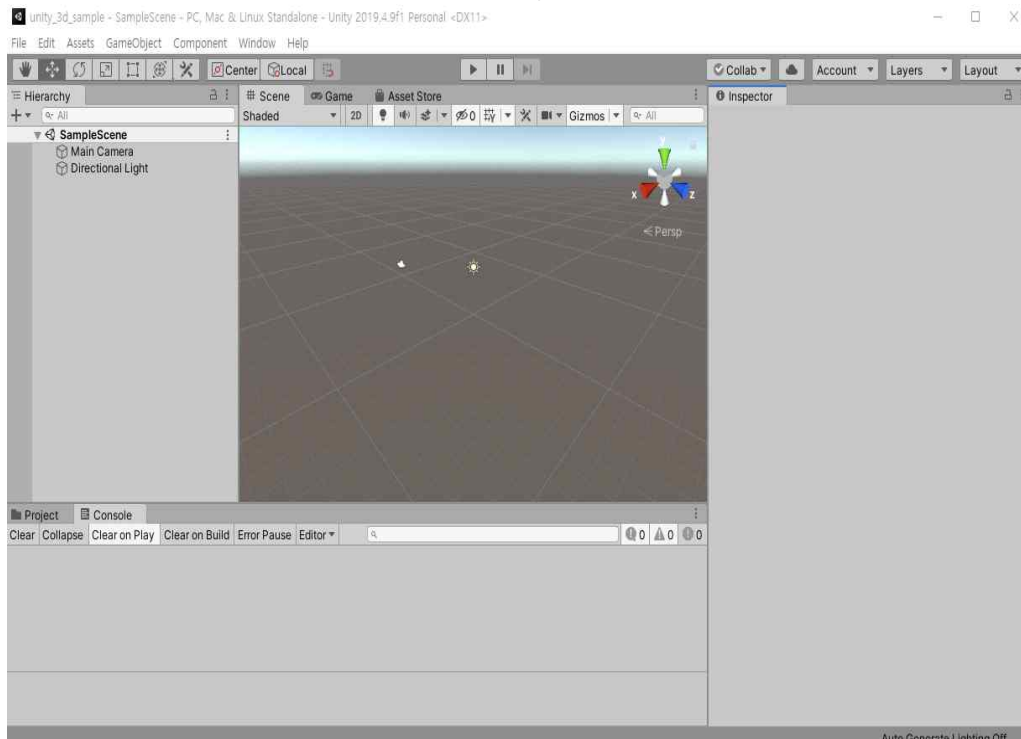 unity_3d_sample - SampleScene - PC, Mac & Linux Standalone - Unity 2019.4.9f1 Personal <DX11>
File Edit Assets GameObject Component Window Help
Center Local Collab Account Layers Layout
Hierarchy
All
SampleScene
Main Camera
Directional Light
Scene Game Asset Store
Shaded 2D 0 Gizmos All
y
x z
Persp
Inspector
Project Console
Clear Collapse Clear on Play Clear on Build Error Pause Editor 0 0 0
Auto Generate Lighting Off